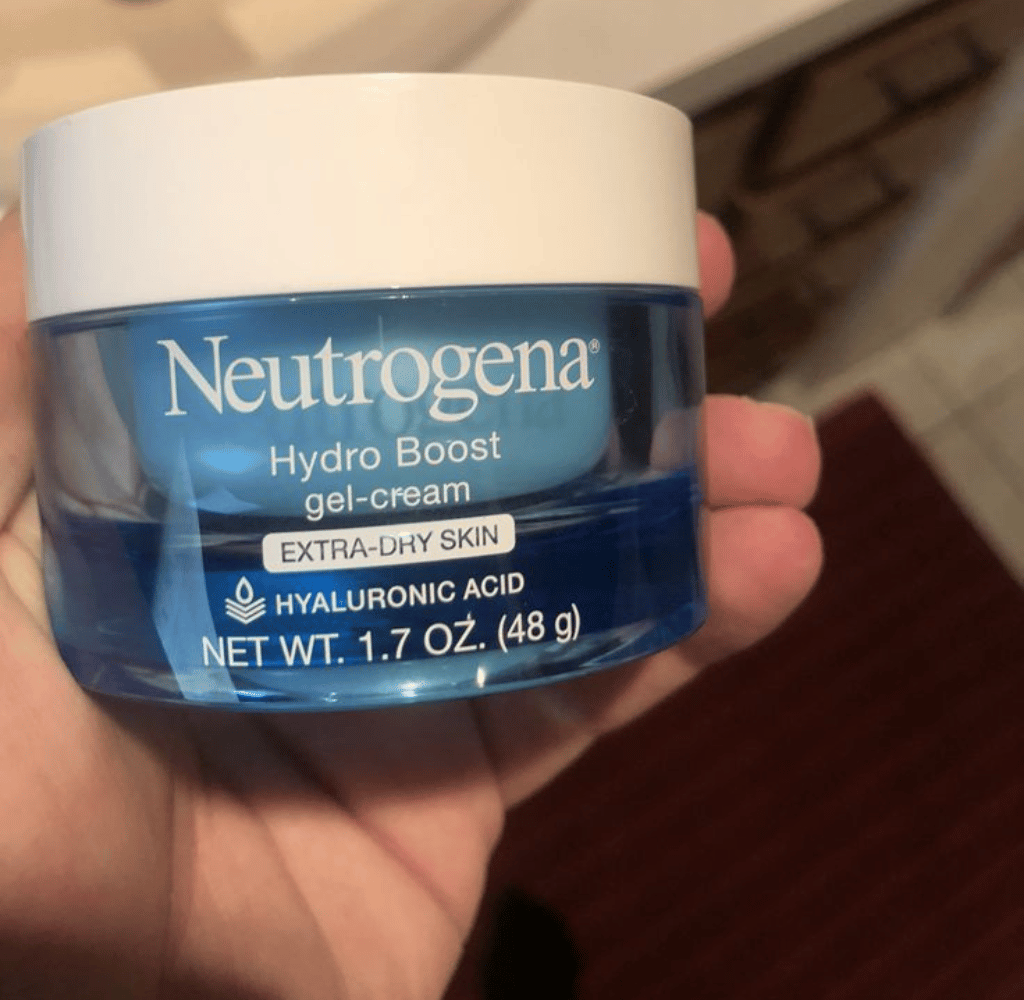 Neutrogena®
Hydro Boost
gel-cream
EXTRA-DRY SKIN
HYALURONIC ACID
NET WT. 1.7 OZ. (48 g)